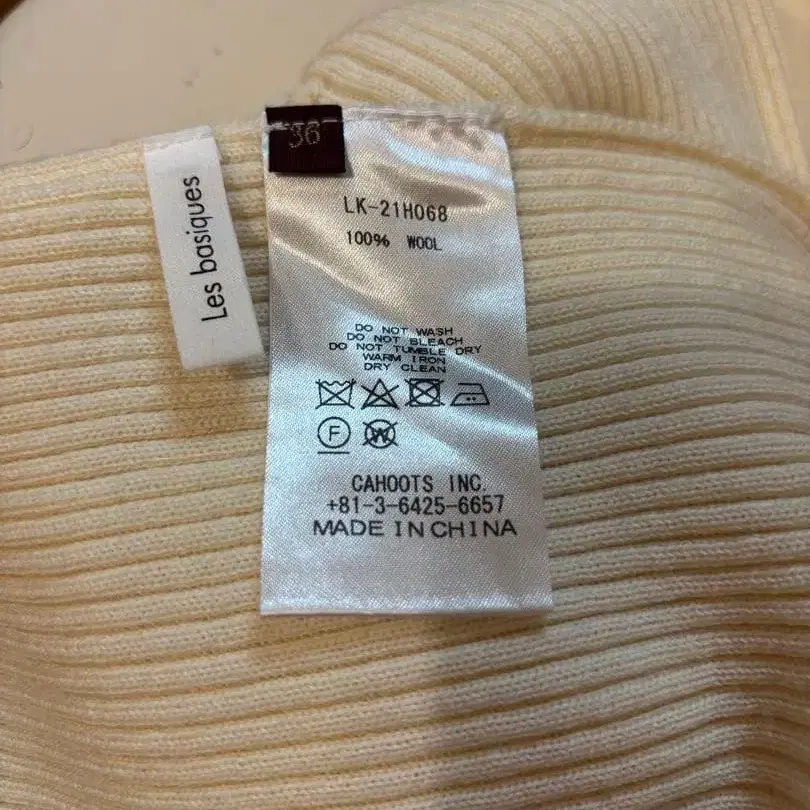 Les basiques
36
LK-21H068
100% WOOL
DO NOT WASH
DO NOT BLEACH
DO NOT TUMBLE DRY
WARM IRON
DRY CLEAN
F W
CAHOOTS INC.
+81-3-6425-6657
MADE IN CHINA